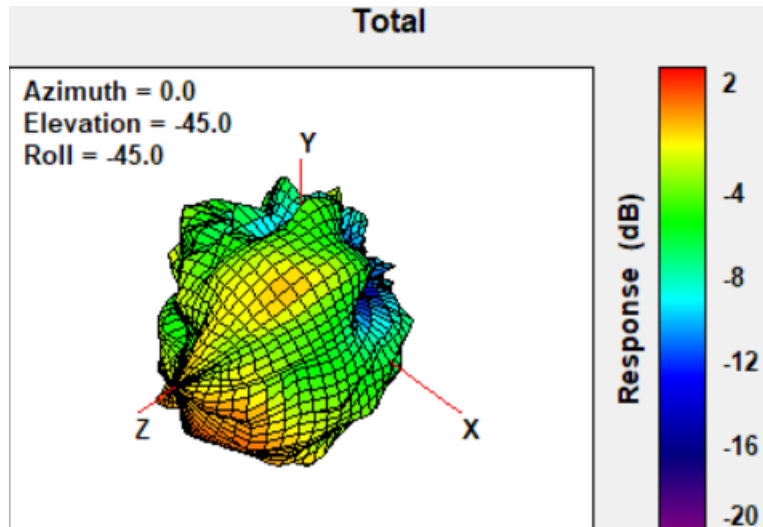 Total
Azimuth = 0.0
Elevation = -45.0
Roll = -45.0
Y
Z
X
Response (dB)
2
-4
-8
-12
-16
-20